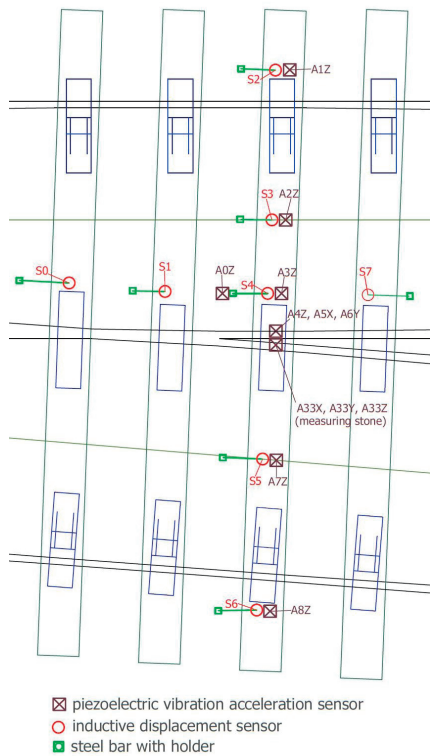 S2
A1Z
S3 A2Z
S0
S1
A0Z
S4
A3Z
S7
A4Z, A5X, A6Y
A33X, A33Y, A33Z
(measuring stone)
S5
A7Z
S6
A8Z
piezoelectric vibration acceleration sensor
inductive displacement sensor
steel bar with holder